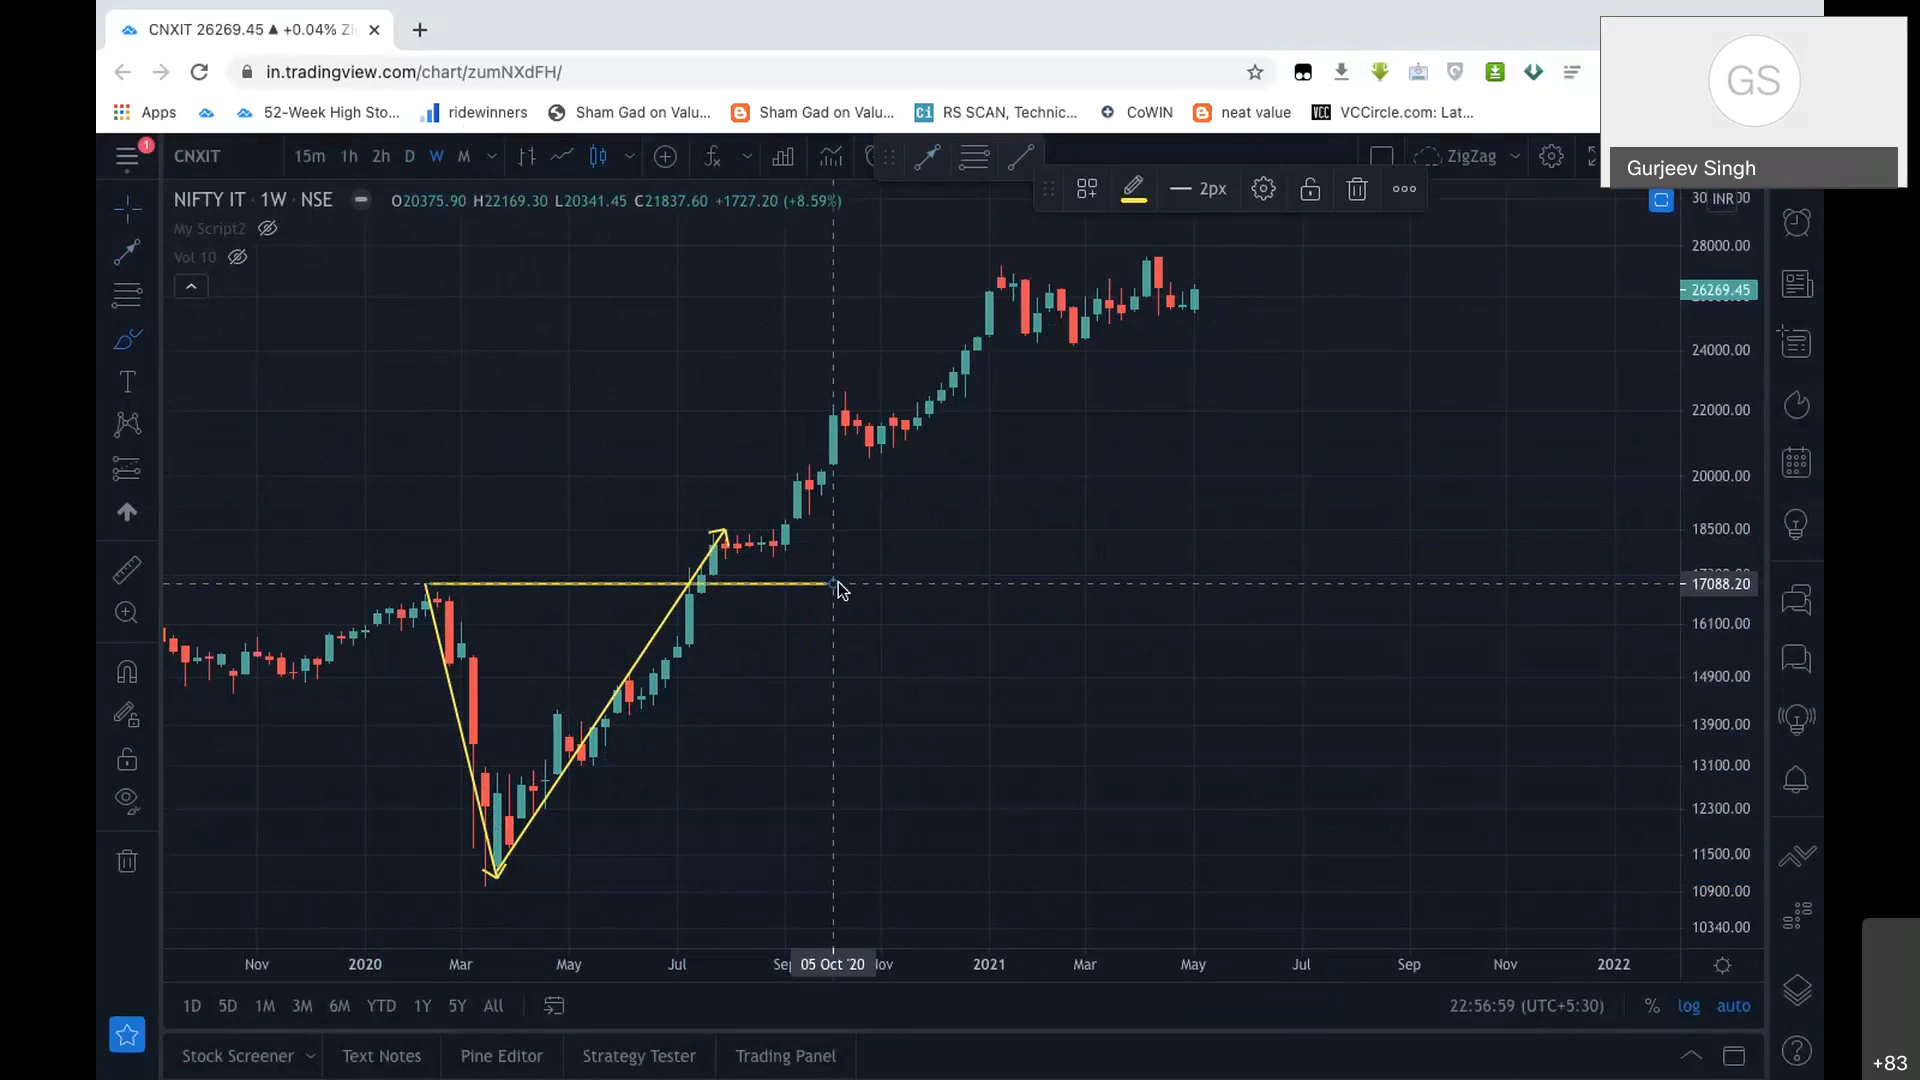 CNXIT 26269.45 ▲ +0.04% Zi
GS
Gurjeev Singh
in.tradingview.com/chart/zumNXdFH/
Apps
52-Week High Sto...
ridewinners
Sham Gad on Valu...
Sham Gad on Valu...
RS SCAN, Technic...
CoWIN
neat value
VCCircle.com: Lat...
1
CNXIT
15m 1h 2h D W M
ZigZag
2px
NIFTY IT · 1W · NSE
O20375.90 H22169.30 L20341.45 C21837.60 +1727.20 (+8.59%)
INR
My Script2
Vol 10
28000.00
26269.45
24000.00
22000.00
20000.00
18500.00
17088.20
16100.00
14900.00
13900.00
13100.00
12300.00
11500.00
10900.00
10340.00
Nov 2020 Mar May Jul 05 Oct '20 2021 Mar May Jul Sep Nov 2022
1D 5D 1M 3M 6M YTD 1Y 5Y All
22:56:59 (UTC+5:30) % log auto
Stock Screener Text Notes Pine Editor Strategy Tester Trading Panel
+83